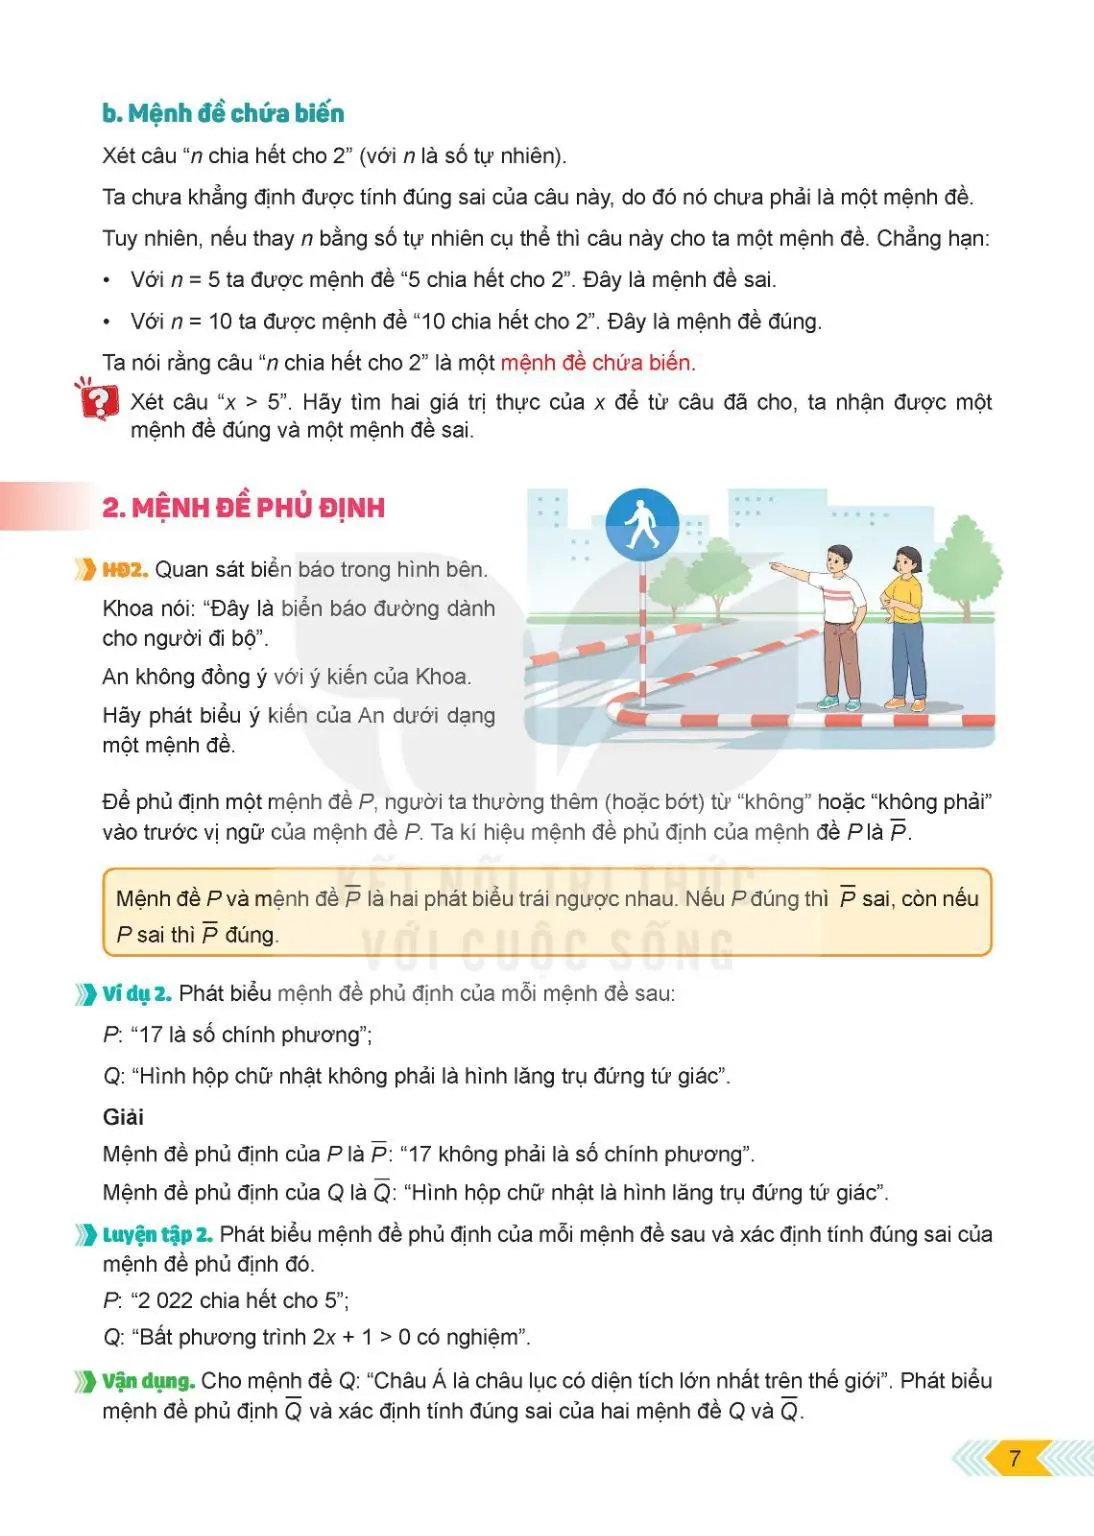 b. Mệnh đề chứa biến
Xét câu “n chia hết cho 2” (với n là số tự nhiên).
Ta chưa khẳng định được tính đúng sai của câu này, do đó nó chưa phải là một mệnh đề.
Tuy nhiên, nếu thay n bằng số tự nhiên cụ thể thì câu này cho ta một mệnh đề. Chẳng hạn:
• Với n = 5 ta được mệnh đề “5 chia hết cho 2”. Đây là mệnh đề sai.
• Với n = 10 ta được mệnh đề “10 chia hết cho 2”. Đây là mệnh đề đúng.
Ta nói rằng câu “n chia hết cho 2” là một mệnh đề chứa biến.
? Xét câu “x > 5”. Hãy tìm hai giá trị thực của x để từ câu đã cho, ta nhận được một
mệnh đề đúng và một mệnh đề sai.
2. MỆNH ĐỀ PHỦ ĐỊNH
HĐ2. Quan sát biển báo trong hình bên.
Khoa nói: “Đây là biển báo đường dành
cho người đi bộ”.
An không đồng ý với ý kiến của Khoa.
Hãy phát biểu ý kiến của An dưới dạng
một mệnh đề.
Để phủ định một mệnh đề P, người ta thường thêm (hoặc bớt) từ “không” hoặc “không phải”
vào trước vị ngữ của mệnh đề P. Ta kí hiệu mệnh đề phủ định của mệnh đề P là P̅.
KẾT NỐI TRI THỨC
Mệnh đề P và mệnh đề P̅ là hai phát biểu trái ngược nhau. Nếu P đúng thì P̅ sai, còn nếu
P sai thì P̅ đúng.
VỚI CUỘC SỐNG
Ví dụ 2. Phát biểu mệnh đề phủ định của mỗi mệnh đề sau:
P: “17 là số chính phương”;
Q: “Hình hộp chữ nhật không phải là hình lăng trụ đứng tứ giác”.
Giải
Mệnh đề phủ định của P là P̅: “17 không phải là số chính phương”.
Mệnh đề phủ định của Q là Q̅: “Hình hộp chữ nhật là hình lăng trụ đứng tứ giác”.
Luyện tập 2. Phát biểu mệnh đề phủ định của mỗi mệnh đề sau và xác định tính đúng sai của
mệnh đề phủ định đó.
P: “2 022 chia hết cho 5”;
Q: “Bất phương trình 2x + 1 > 0 có nghiệm”.
Vận dụng. Cho mệnh đề Q: “Châu Á là châu lục có diện tích lớn nhất trên thế giới”. Phát biểu
mệnh đề phủ định Q̅ và xác định tính đúng sai của hai mệnh đề Q và Q̅.
7